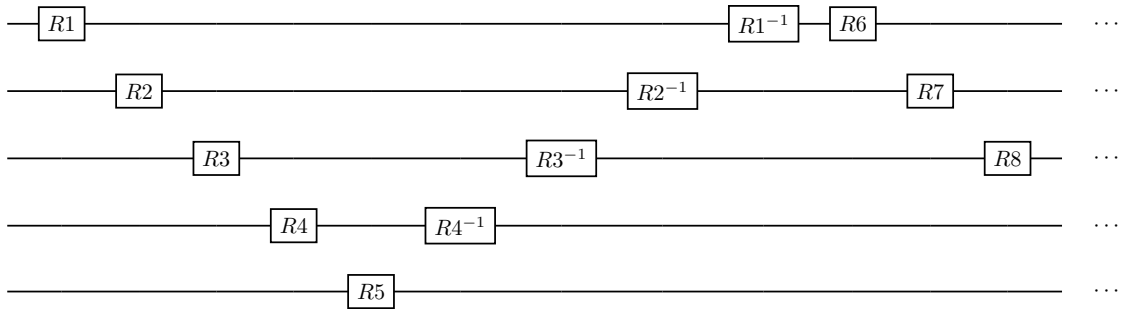 R1 R1⁻¹ R6 ···
R2 R2⁻¹ R7 ···
R3 R3⁻¹ R8 ···
R4 R4⁻¹ ···
R5 ···